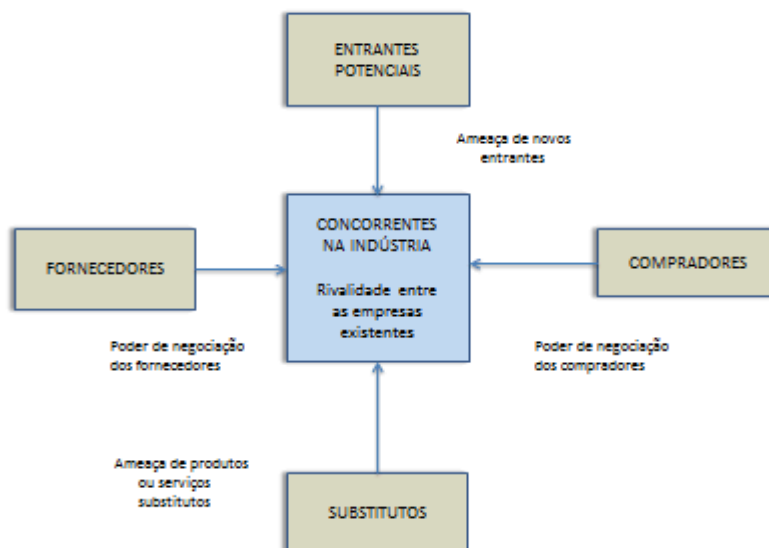 ENTRANTES
POTENCIAIS
Ameaça de novos
entrantes
CONCORRENTES
NA INDÚSTRIA
Rivalidade entre
as empresas
existentes
FORNECEDORES
COMPRADORES
Poder de negociação
dos fornecedores
Poder de negociação
dos compradores
Ameaça de produtos
ou serviços
substitutos
SUBSTITUTOS